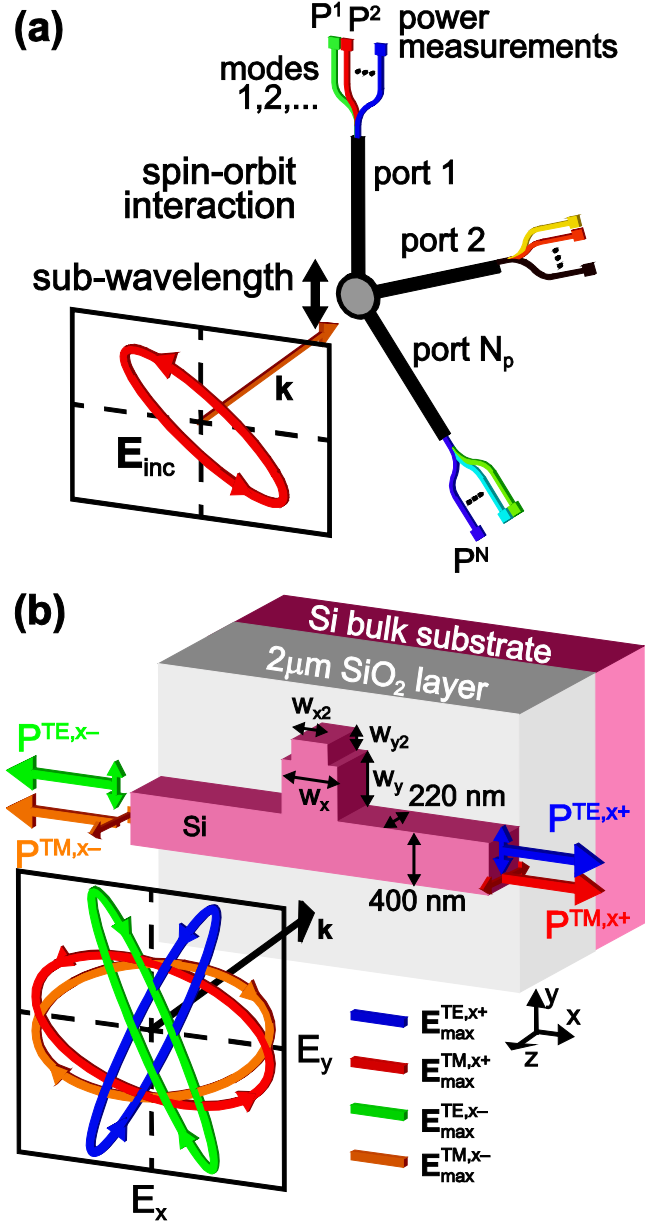 (a)
P¹ P² power
measurements
modes
1,2,...
spin-orbit
interaction
port 1
port 2
sub-wavelength
port Nₚ
k
E_inc
Pᴺ
(b)
Si bulk substrate
2μm SiO₂ layer
w_x2
w_y2
P^TE,x–
w_y
w_x
220 nm
P^TE,x+
Si
P^TM,x–
400 nm
P^TM,x+
k
y
x
z
E_max^TE,x+
E_y
E_max^TM,x+
E_max^TE,x–
E_max^TM,x–
E_x